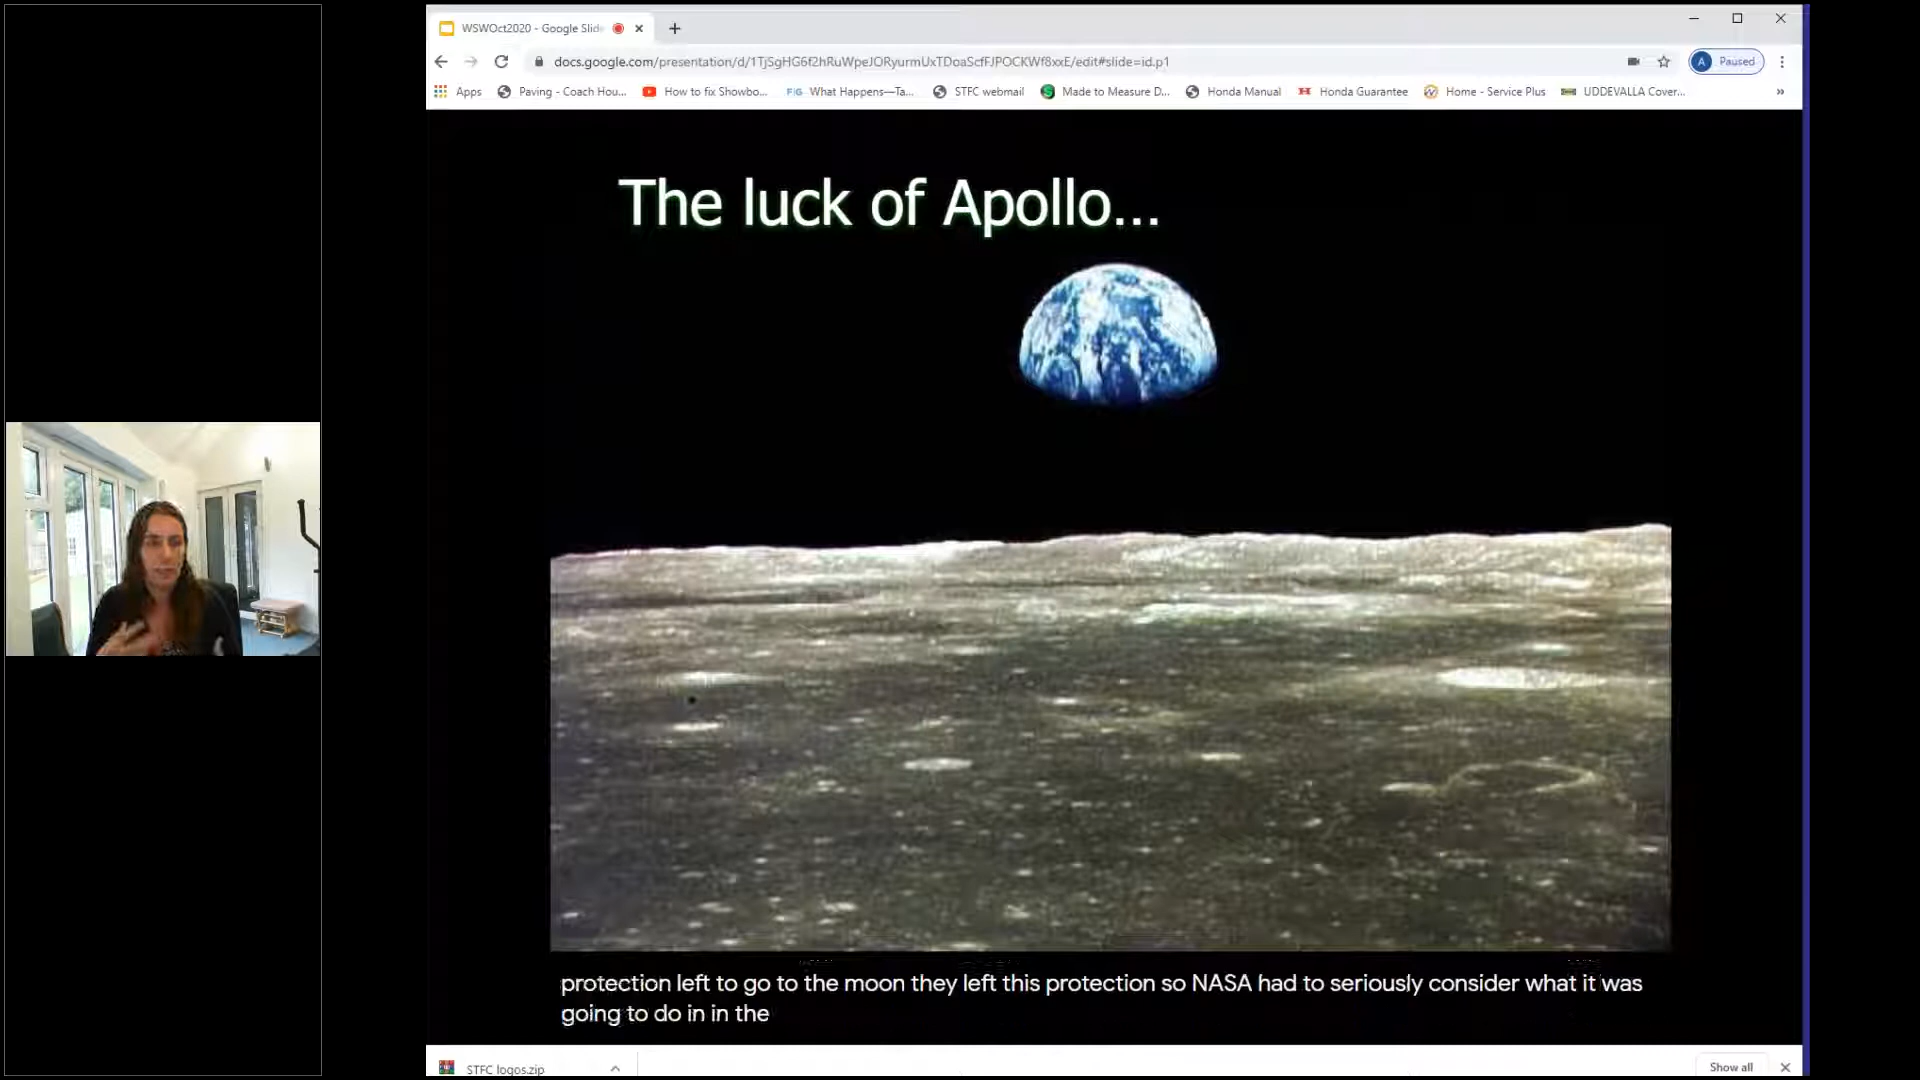 WSWOct2020 - Google Slid
docs.google.com/presentation/d/1TjSgHG6f2hRuWpeJORyurmUxTDoaScfFJPOCKWf8xxE/edit#slide=id.p1
A Paused
Apps Paving - Coach Hou... How to fix Showbo... FIG What Happens—Ta... STFC webmail Made to Measure D... Honda Manual Honda Guarantee Home - Service Plus UDDEVALLA Cover... »
The luck of Apollo...
protection left to go to the moon they left this protection so NASA had to seriously consider what it was
going to do in in the
STFC logos.zip
Show all